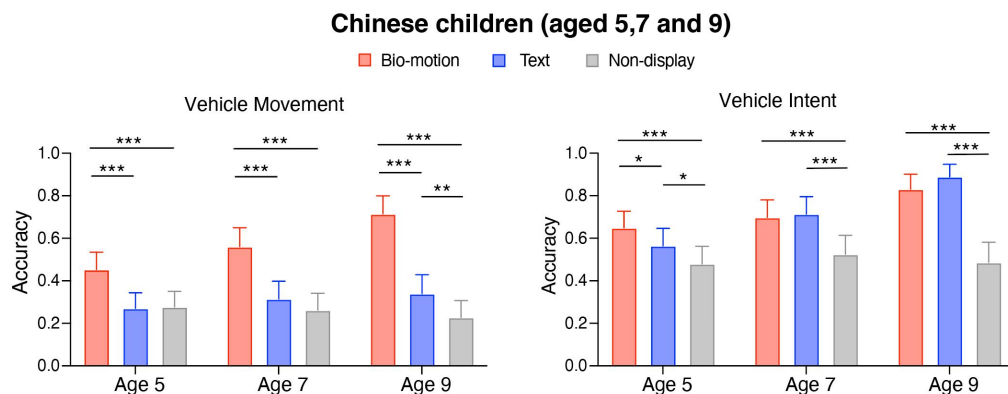 Chinese children (aged 5,7 and 9)
Bio-motion Text Non-display
Vehicle Movement
*** *** *** *** *** *** **
1.0
0.8
0.6
0.4
0.2
0.0
Accuracy
Age 5 Age 7 Age 9
Vehicle Intent
*** * * *** *** *** ***
1.0
0.8
0.6
0.4
0.2
0.0
Accuracy
Age 5 Age 7 Age 9